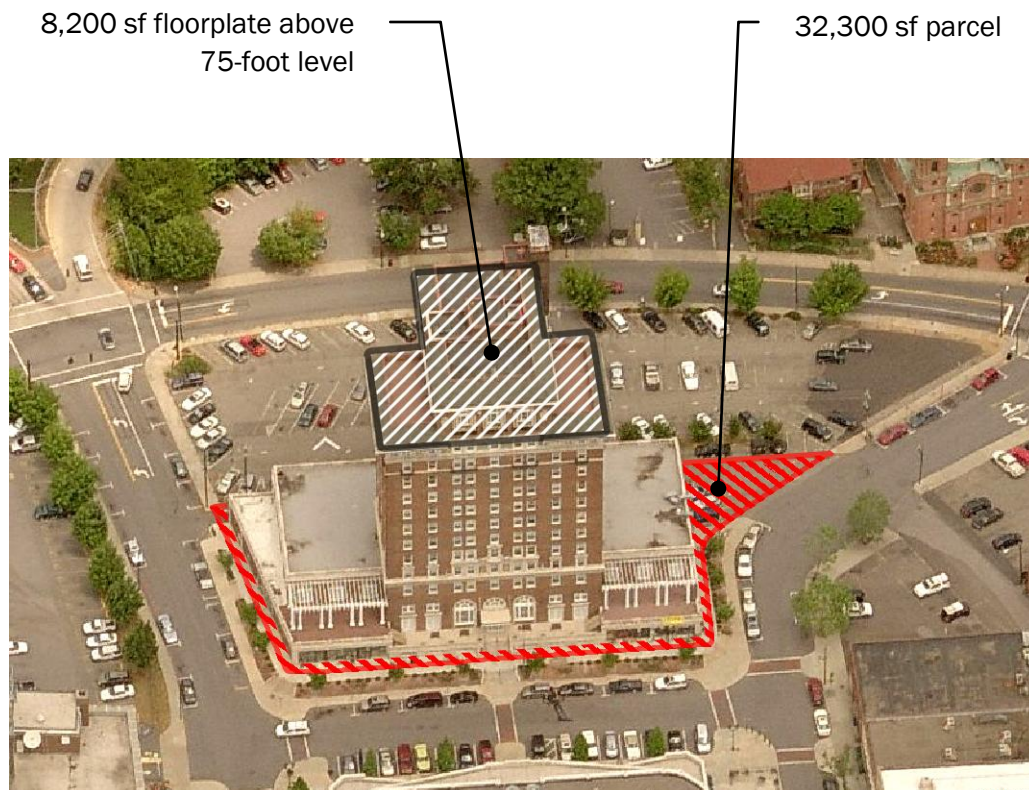 8,200 sf floorplate above
75-foot level
32,300 sf parcel